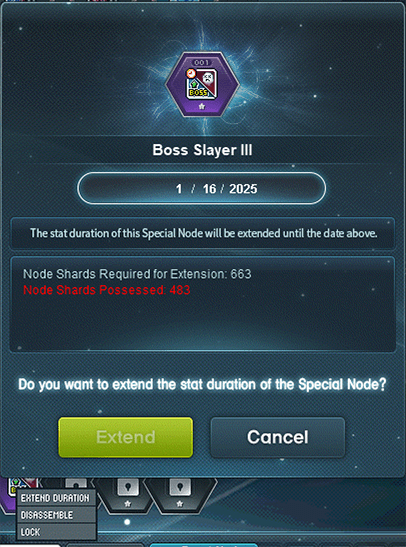 001
BOSS
Boss Slayer III
1 / 16 / 2025
The stat duration of this Special Node will be extended until the date above.
Node Shards Required for Extension: 663
Node Shards Possessed: 483
Do you want to extend the stat duration of the Special Node?
Extend
Cancel
EXTEND DURATION
DISASSEMBLE
LOCK